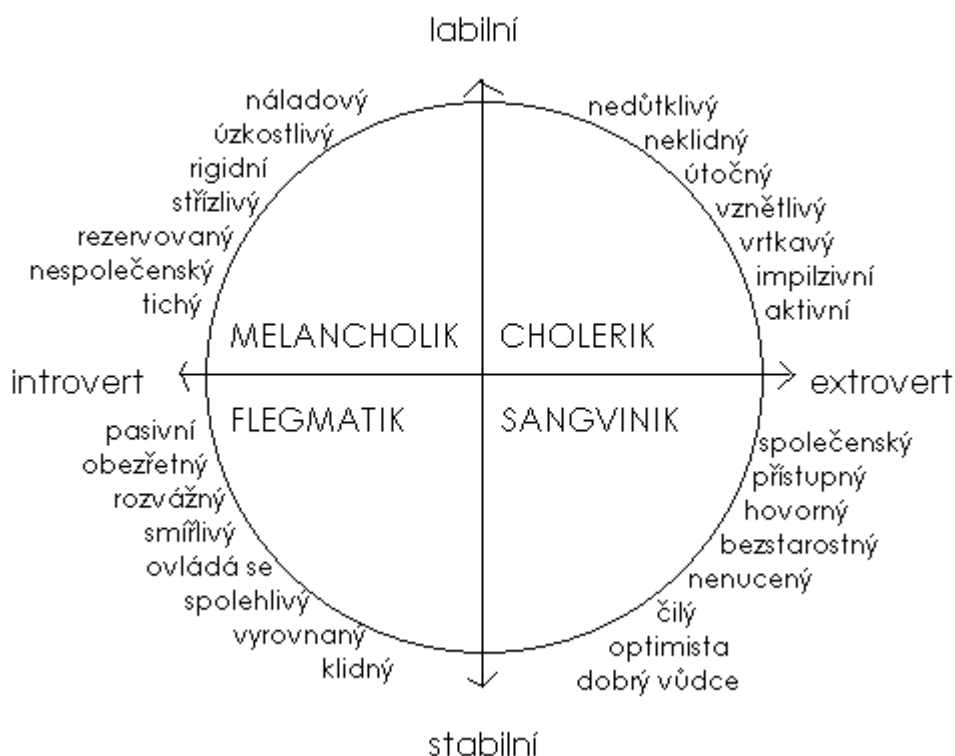 labilní
náladový
úzkostlivý
rigidní
střízlivý
rezervovaný
nespolečenský
tichý
nedůtklivý
neklidný
útočný
vznětlivý
vrtkavý
impilzivní
aktivní
MELANCHOLIK
CHOLERIK
introvert
extrovert
FLEGMATIK
SANGVINIK
pasivní
obezřetný
rozvážný
smířlivý
ovládá se
spolehlivý
vyrovnaný
klidný
společenský
přístupný
hovorný
bezstarostný
nenucený
čilý
optimista
dobrý vůdce
stabilní